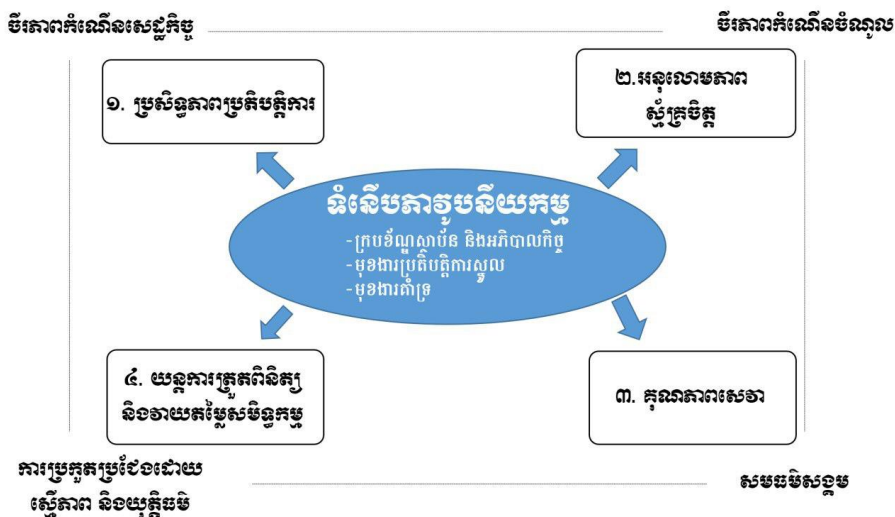 ចីរភាពកំណើនសេដ្ឋកិច្ច
ចីរភាពកំណើនចំណូល
១. ប្រសិទ្ធភាពប្រតិបត្តិការ
២.អនុលោមភាព
ស្ម័គ្រចិត្ត
ទំនើបភាវូបនីយកម្ម
-ក្របខ័ណ្ឌស្ថាប័ន និងអភិបាលកិច្ច
-មុខងារប្រតិបត្តិការស្នូល
-មុខងារគាំទ្រ
៤. យន្តការត្រួតពិនិត្យ
និងវាយតម្លៃសមិទ្ធកម្ម
៣. គុណភាពសេវា
ការប្រកួតប្រជែងដោយ
ស្មើភាព និងយុត្តិធម៌
សមធម៌សង្គម